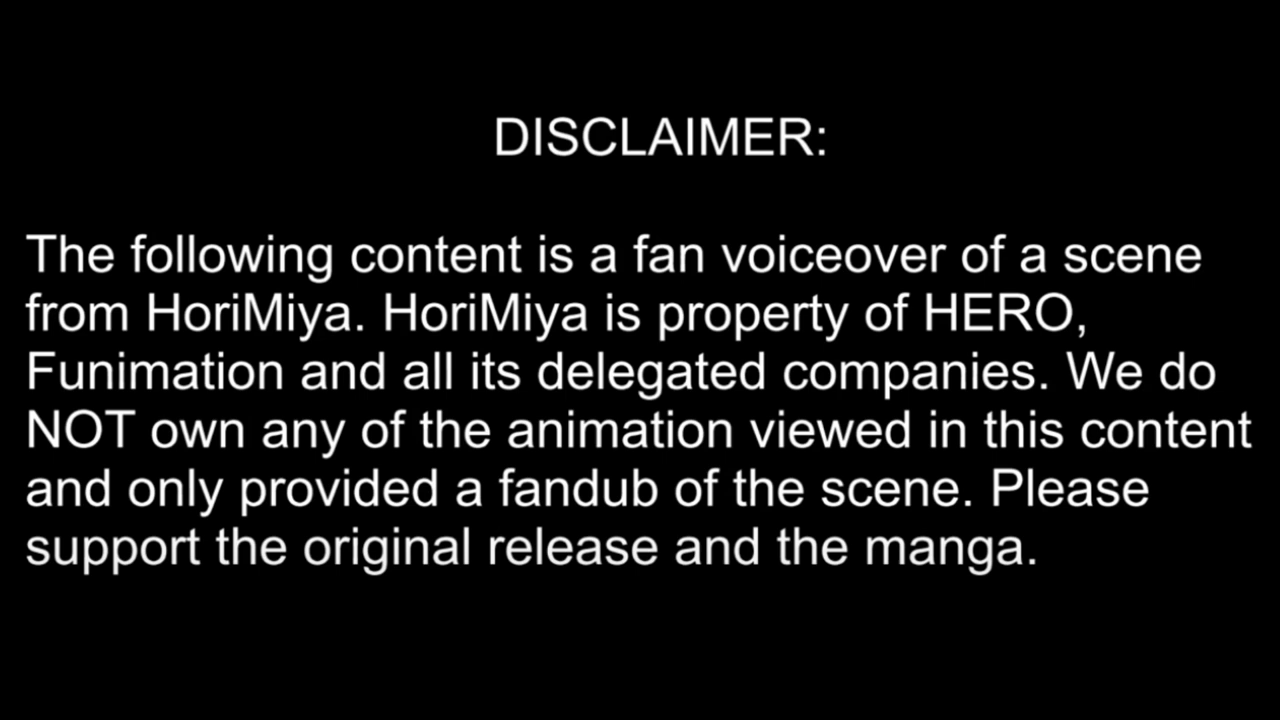 DISCLAIMER:
The following content is a fan voiceover of a scene
from HoriMiya. HoriMiya is property of HERO,
Funimation and all its delegated companies. We do
NOT own any of the animation viewed in this content
and only provided a fandub of the scene. Please
support the original release and the manga.